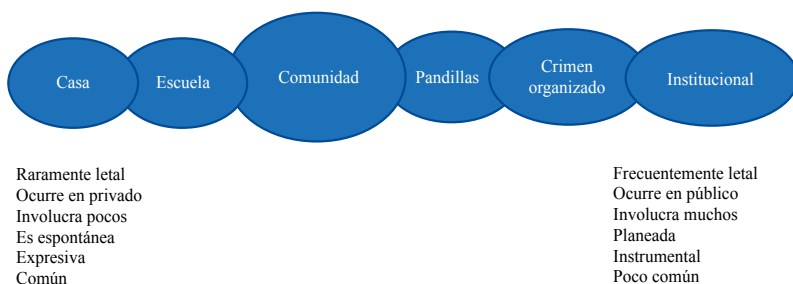 Casa
Escuela
Comunidad
Pandillas
Crimen
organizado
Institucional
Raramente letal
Ocurre en privado
Involucra pocos
Es espontánea
Expresiva
Común
Frecuentemente letal
Ocurre en público
Involucra muchos
Planeada
Instrumental
Poco común